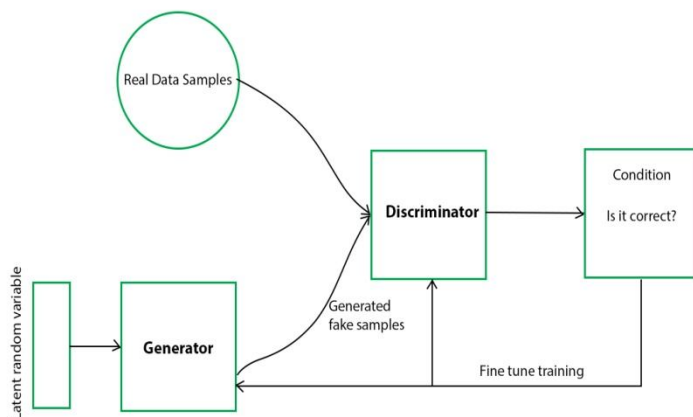 Real Data Samples
Condition
Is it correct?
Discriminator
Latent random variable
Generator
Generated
fake samples
Fine tune training